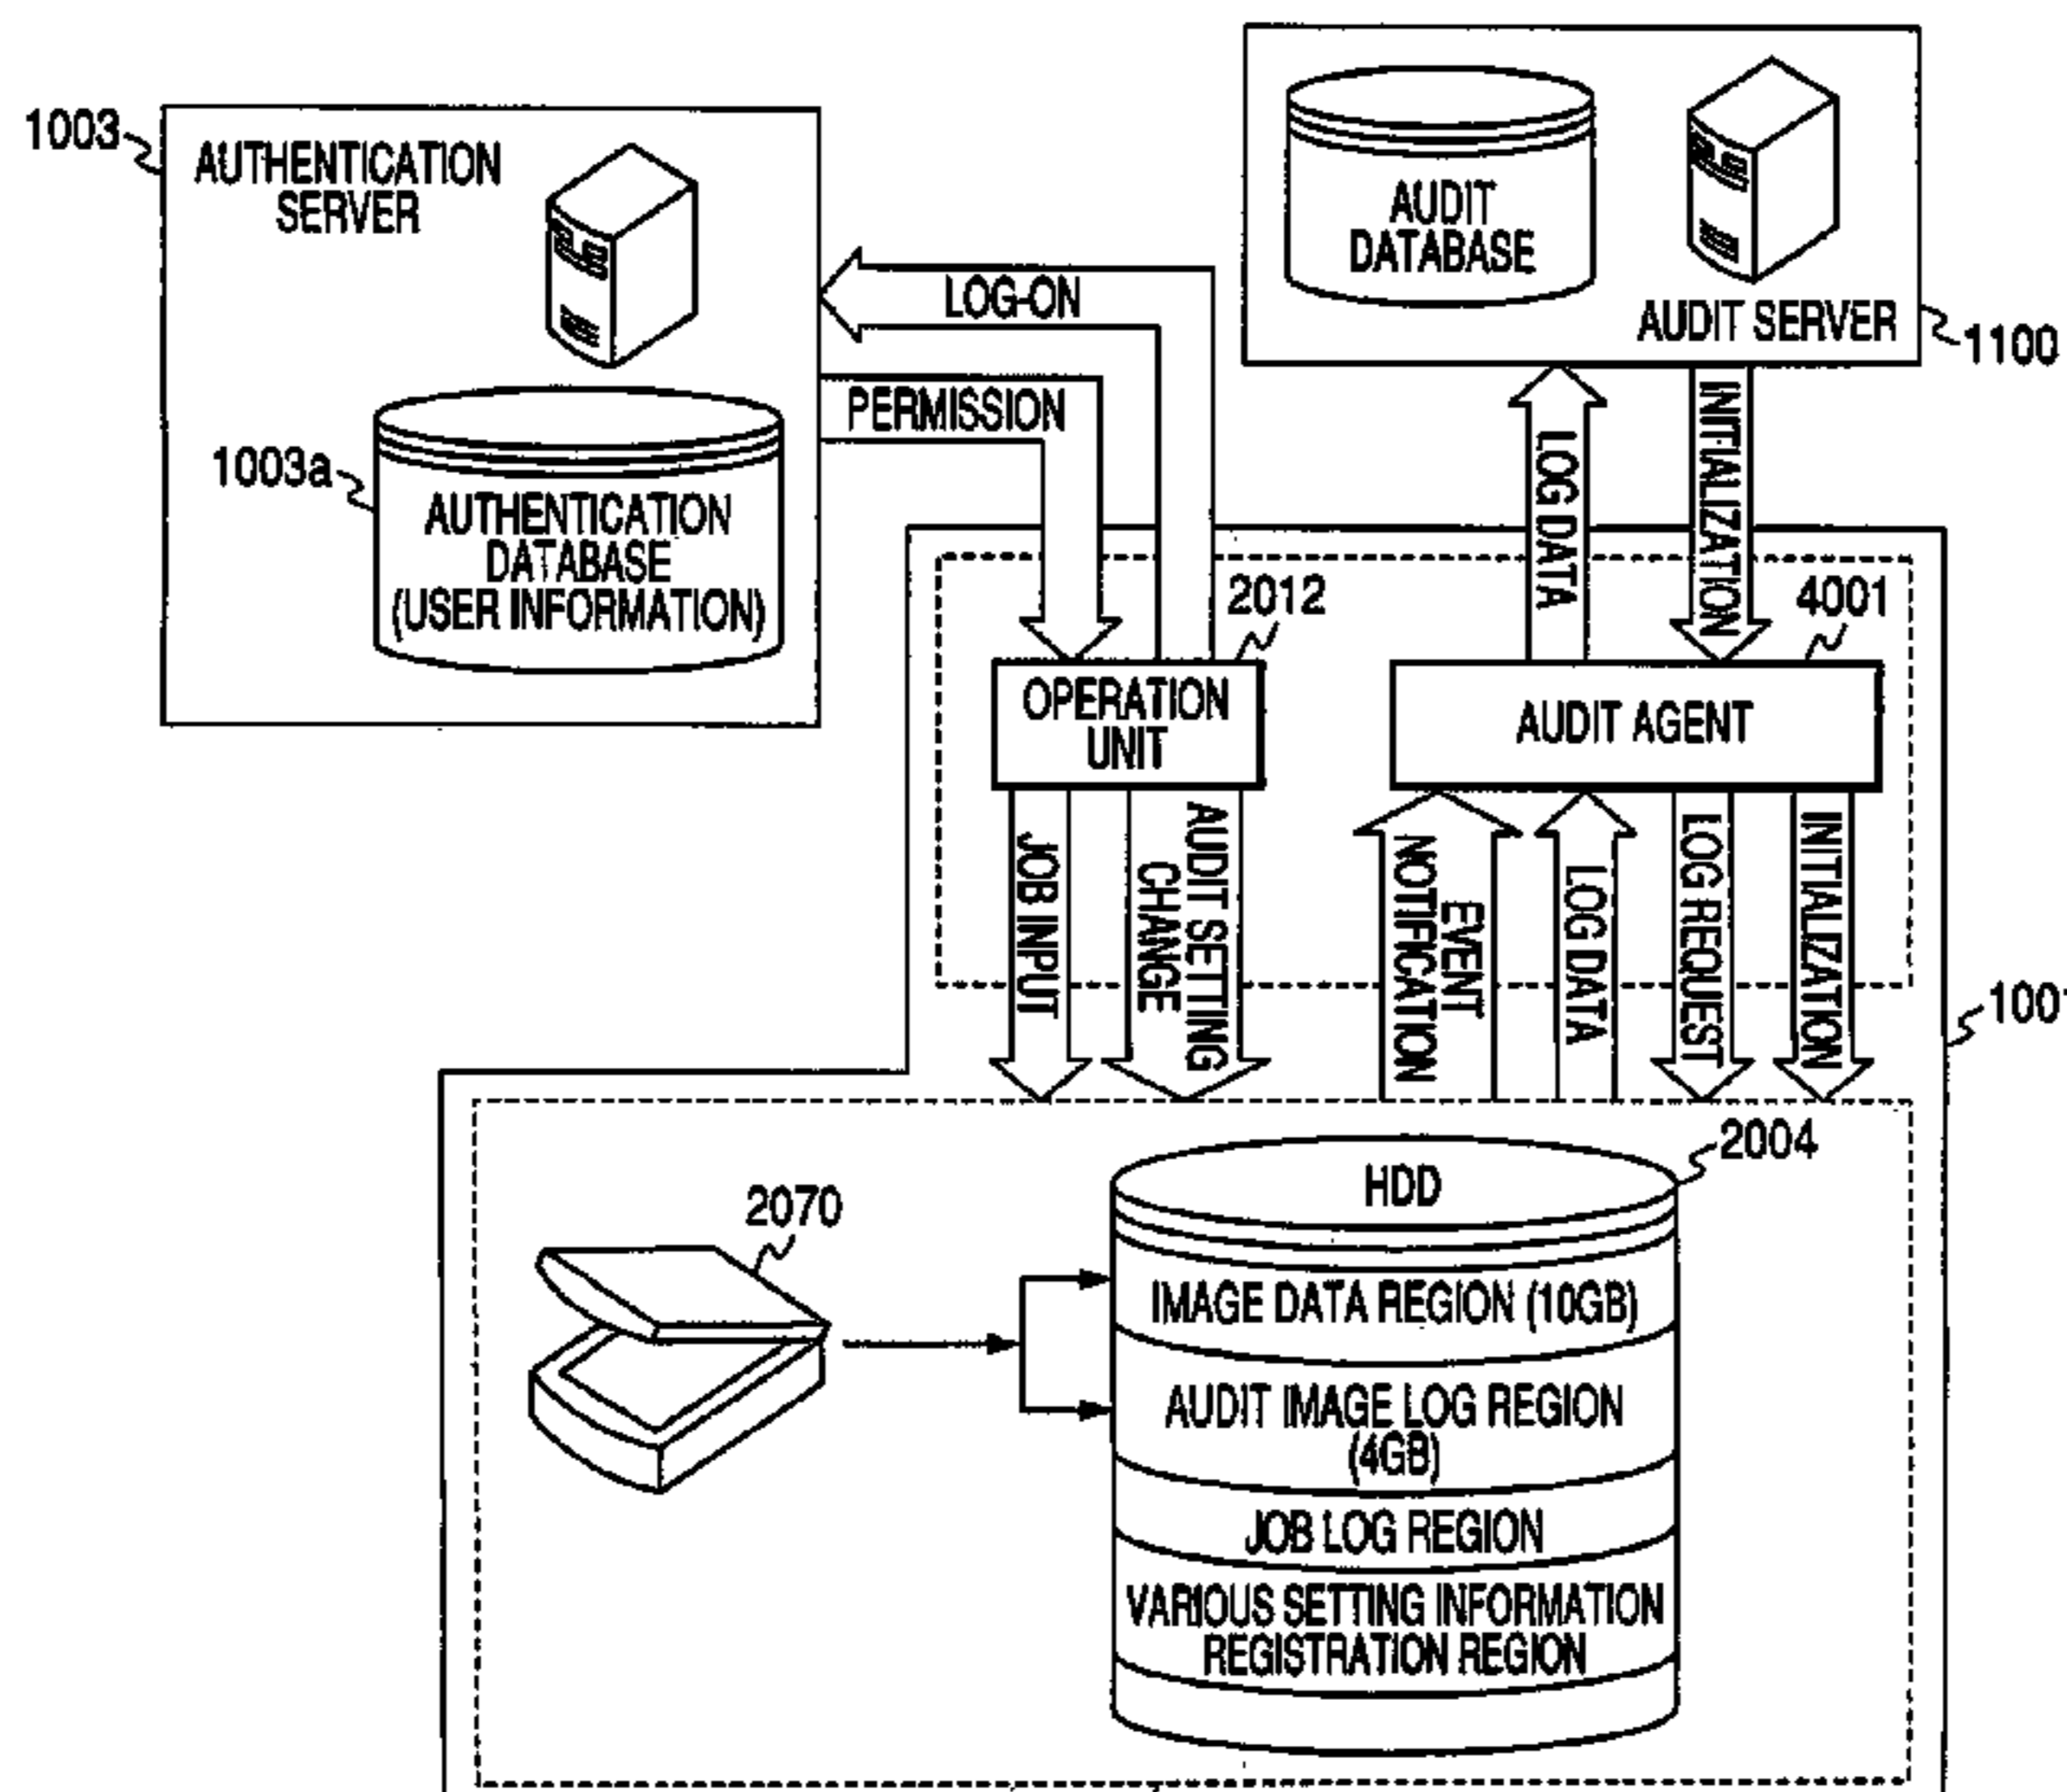 1003
AUTHENTICATION
SERVER
1003a
AUTHENTICATION
DATABASE
(USER INFORMATION)
LOG-ON
PERMISSION
AUDIT
DATABASE
AUDIT SERVER
1100
LOG DATA
INITIALIZATION
2012
4001
OPERATION
UNIT
AUDIT AGENT
JOB INPUT
AUDIT SETTING
CHANGE
EVENT
NOTIFICATION
LOG DATA
LOG REQUEST
INITIALIZATION
1001
2070
2004
HDD
IMAGE DATA REGION (10GB)
AUDIT IMAGE LOG REGION
(4GB)
JOB LOG REGION
VARIOUS SETTING INFORMATION
REGISTRATION REGION